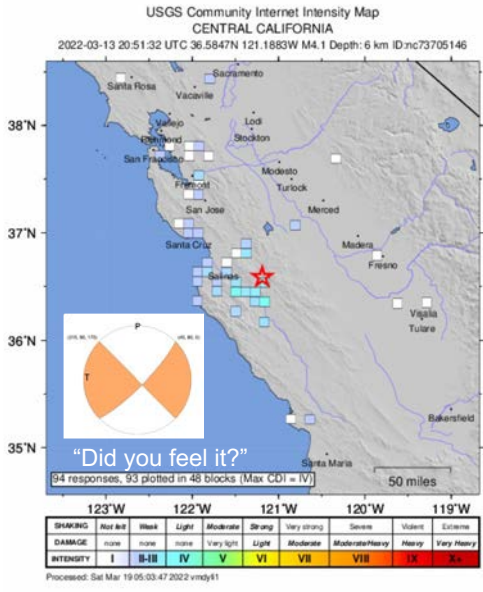 USGS Community Internet Intensity Map
CENTRAL CALIFORNIA
2022-03-13 20:51:32 UTC 36.5847N 121.1883W M4.1 Depth: 6 km ID:nc73705146
Santa Rosa
Sacramento
Vacaville
38°N
Vallejo
Lodi
Richmond
Stockton
San Francisco
Modesto
Fremont
Turlock
San Jose
Merced
37°N
Santa Cruz
Madera
Fresno
Salinas
Visalia
Tulare
36°N
P
T
Bakersfield
"Did you feel it?"
35°N
Santa Maria
94 responses, 93 plotted in 48 blocks (Max CDI = IV)
50 miles
123°W 122°W 121°W 120°W 119°W
SHAKING Not felt Weak Light Moderate Strong Very strong Severe Violent Extreme
DAMAGE none none none Very light Light Moderate Moderate/Heavy Heavy Very Heavy
INTENSITY I II-III IV V VI VII VIII IX X+
Processed: Sat Mar 19 05:03:47 2022 vmdyfi1